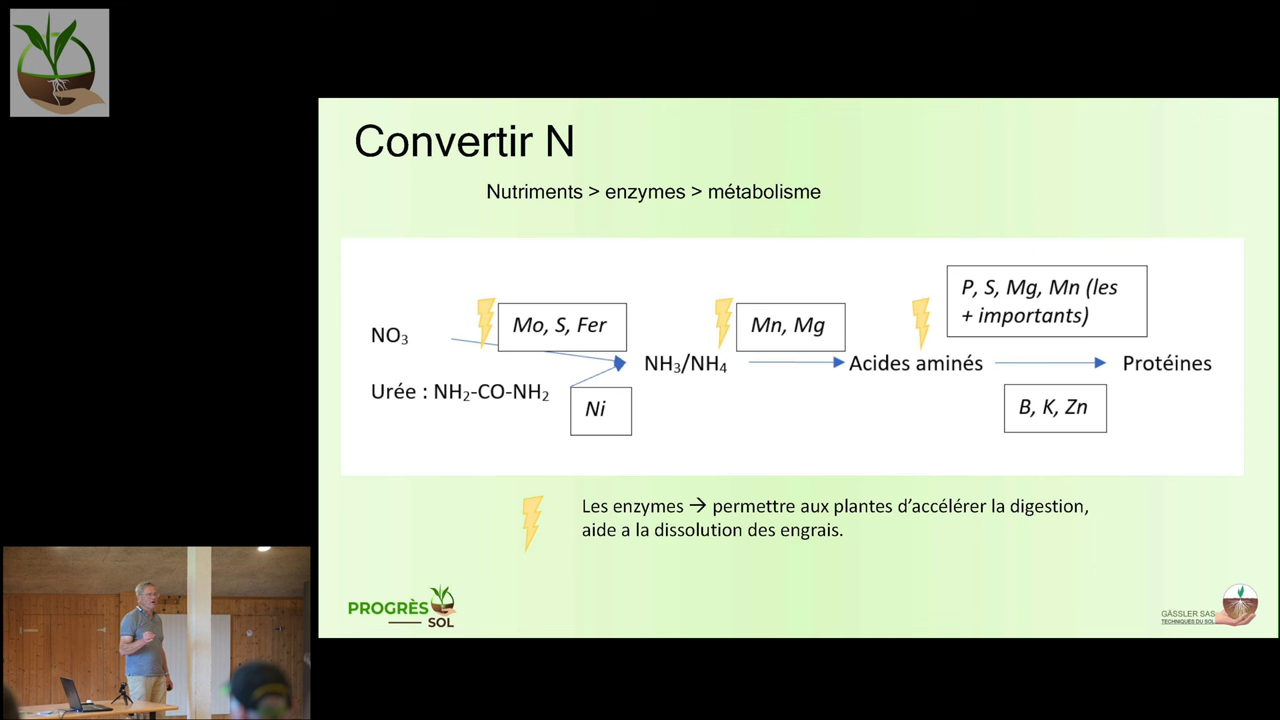 Convertir N
Nutriments > enzymes > métabolisme
P, S, Mg, Mn (les
+ importants)
Mo, S, Fer
Mn, Mg
NO₃
NH₃/NH₄
Acides aminés
Protéines
Urée : NH₂-CO-NH₂
Ni
B, K, Zn
Les enzymes → permettre aux plantes d’accélérer la digestion,
aide a la dissolution des engrais.
PROGRÈS
SOL
GÄSSLER SAS
TECHNIQUES DU SOL